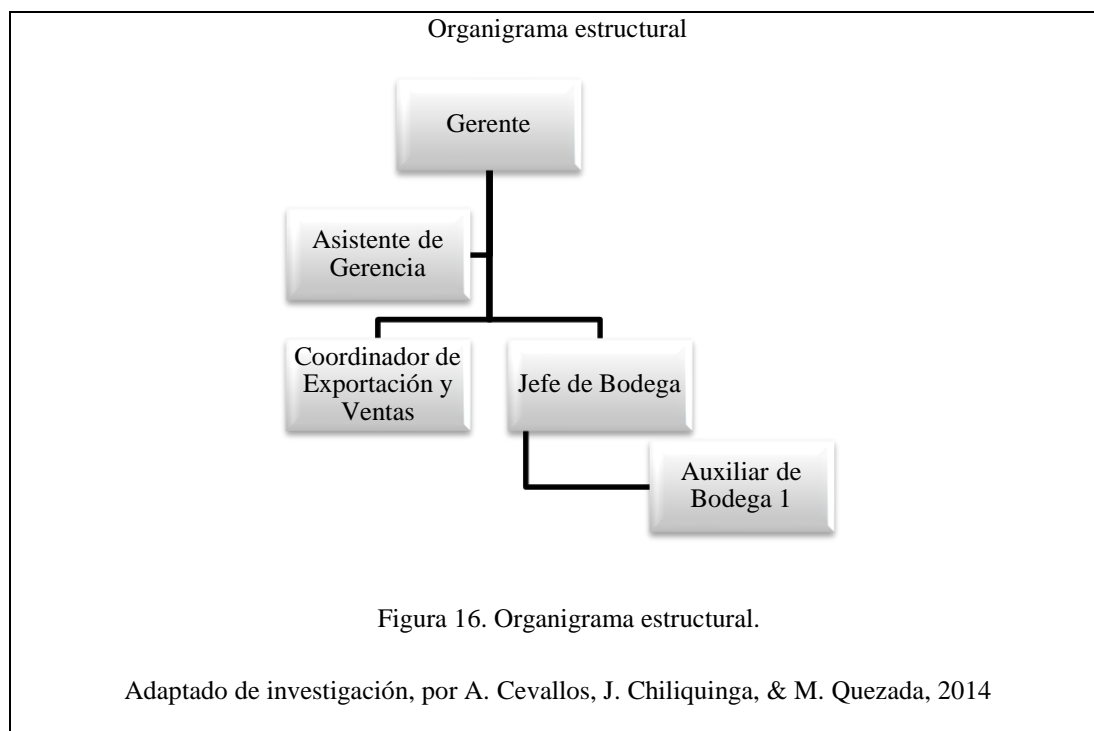 Organigrama estructural
Gerente
Asistente de
Gerencia
Coordinador de
Exportación y
Ventas
Jefe de Bodega
Auxiliar de
Bodega 1
Figura 16. Organigrama estructural.
Adaptado de investigación, por A. Cevallos, J. Chiliquinga, & M. Quezada, 2014